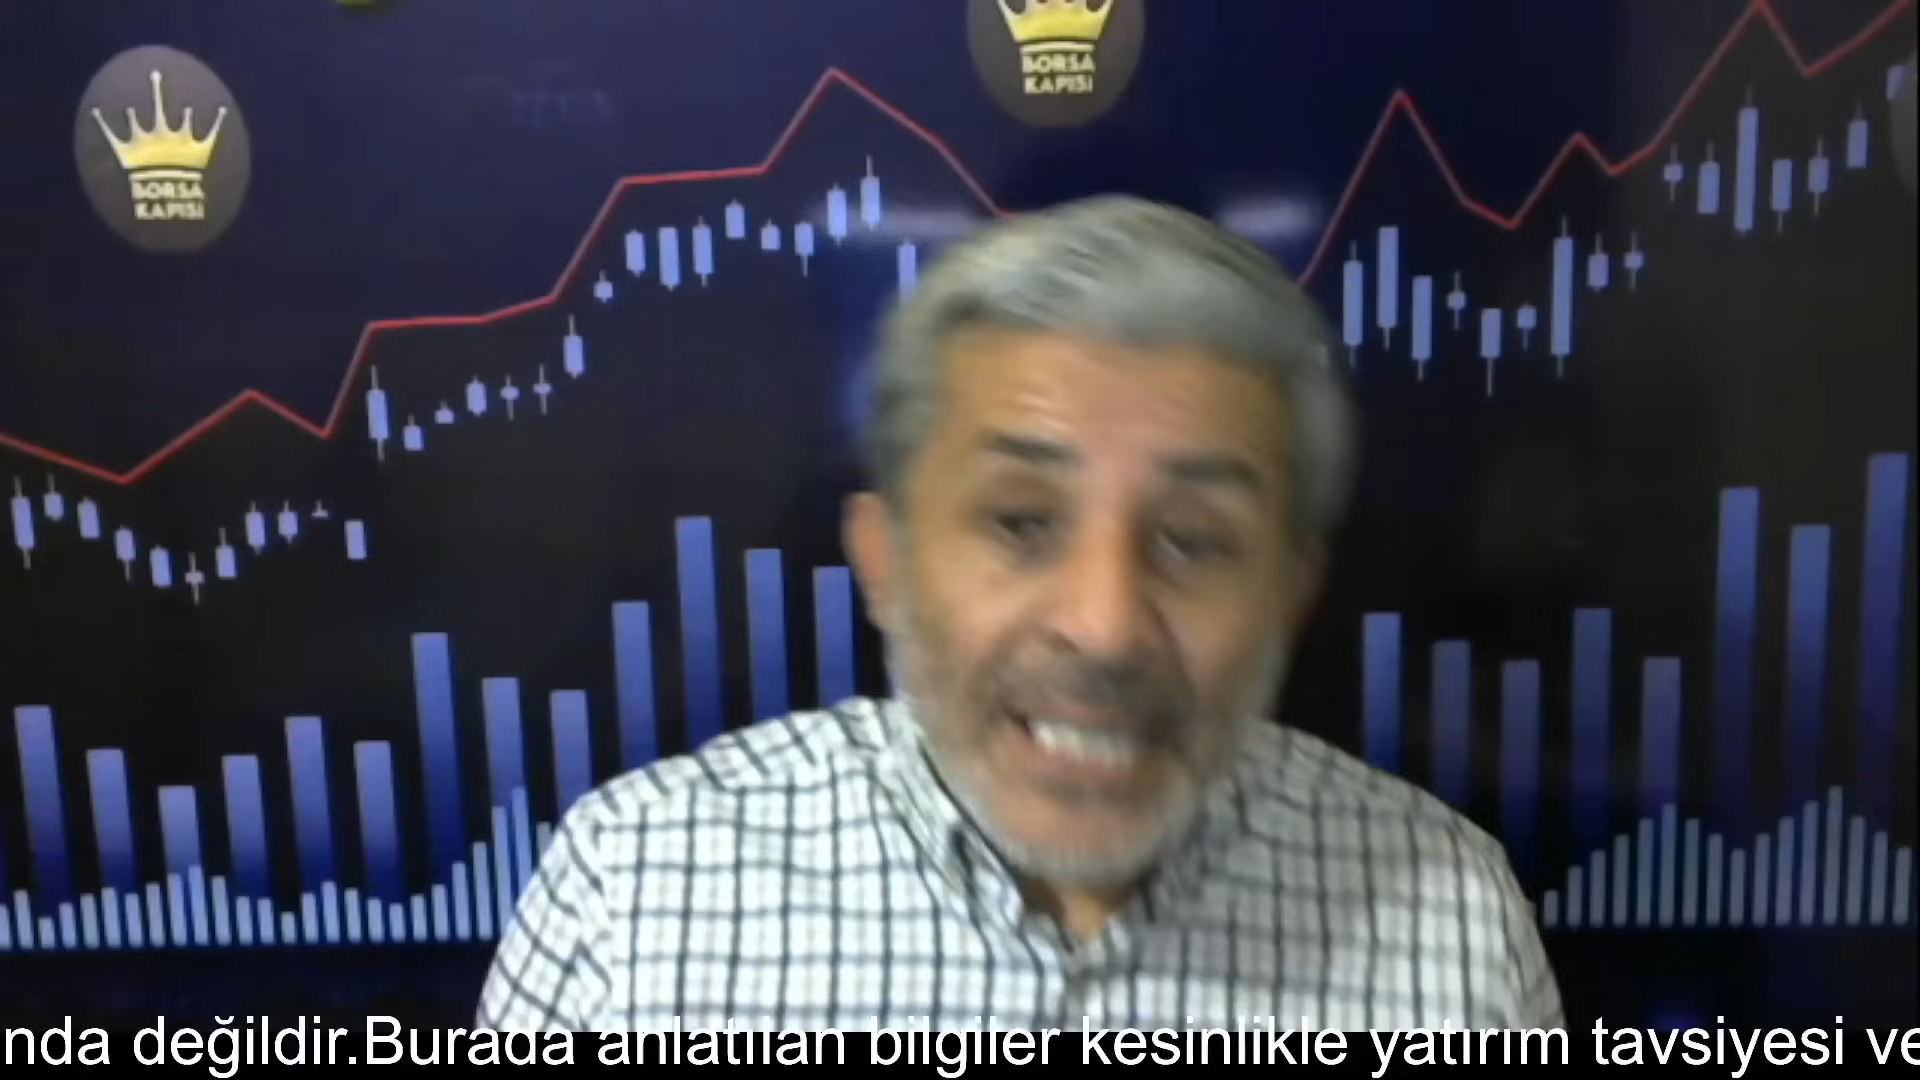 BORSA
KAPISI
BORSA
KAPISI
nda değildir.Burada anlatılan bilgiler kesinlikle yatırım tavsiyesi ve